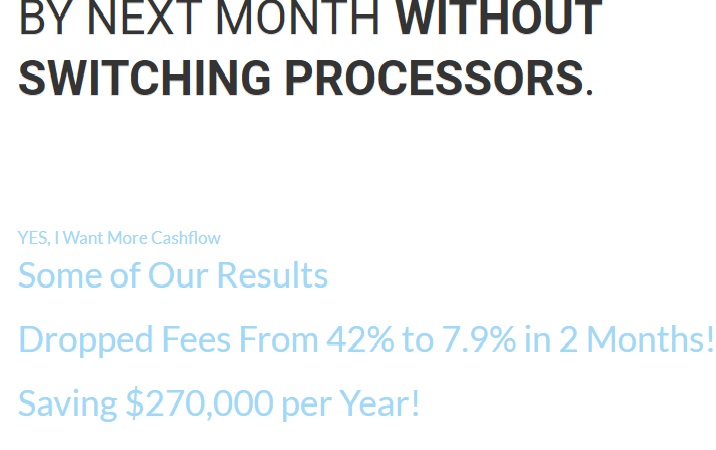 BY NEXT MONTH WITHOUT
SWITCHING PROCESSORS.
YES, I Want More Cashflow
Some of Our Results
Dropped Fees From 42% to 7.9% in 2 Months!
Saving $270,000 per Year!